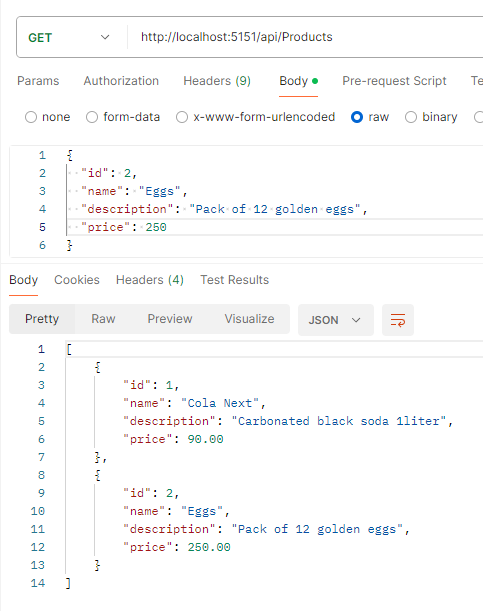 GET http://localhost:5151/api/Products
Params Authorization Headers (9) Body Pre-request Script Te
none form-data x-www-form-urlencoded raw binary
1 {
2 "id": 2,
3 "name": "Eggs",
4 "description": "Pack of 12 golden eggs",
5 "price": 250
6 }
Body Cookies Headers (4) Test Results
Pretty Raw Preview Visualize JSON
1 [
2 {
3 "id": 1,
4 "name": "Cola Next",
5 "description": "Carbonated black soda 1liter",
6 "price": 90.00
7 },
8 {
9 "id": 2,
10 "name": "Eggs",
11 "description": "Pack of 12 golden eggs",
12 "price": 250.00
13 }
14 ]